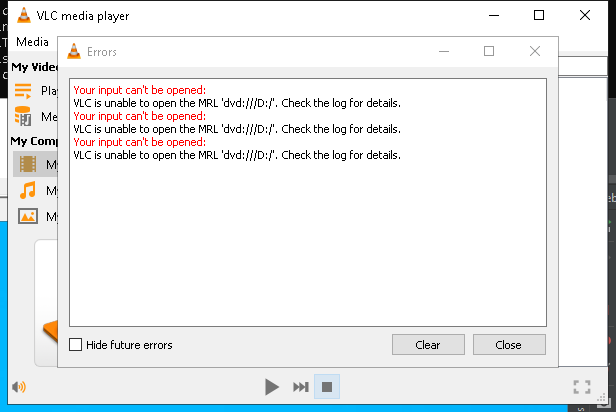 VLC media player
Media
Errors
My Video
Your input can't be opened:
VLC is unable to open the MRL 'dvd:///D:/'. Check the log for details.
Your input can't be opened:
VLC is unable to open the MRL 'dvd:///D:/'. Check the log for details.
Your input can't be opened:
VLC is unable to open the MRL 'dvd:///D:/'. Check the log for details.
Play
Me
My Comp
My
My
My
Hide future errors
Clear
Close